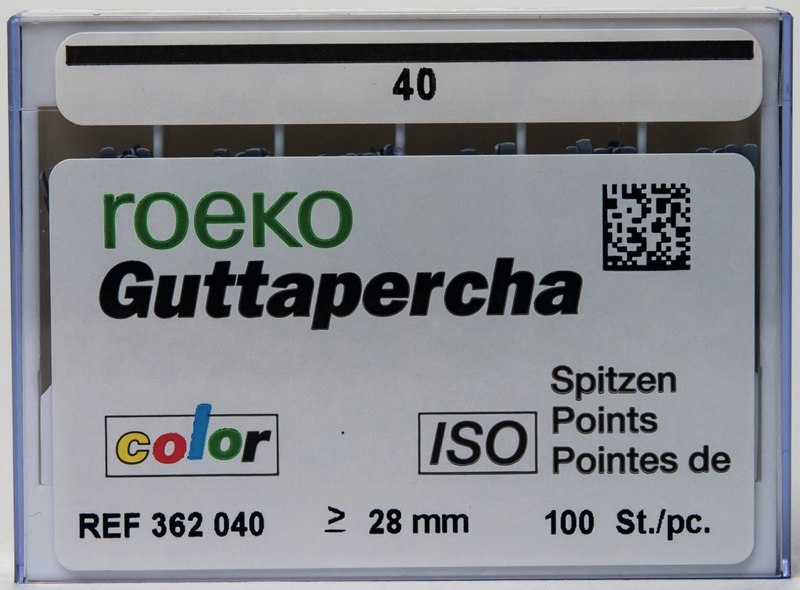 40
roeko
Guttapercha
color
ISO
Spitzen
Points
Pointes de
REF 362 040 ≥ 28 mm 100 St./pc.